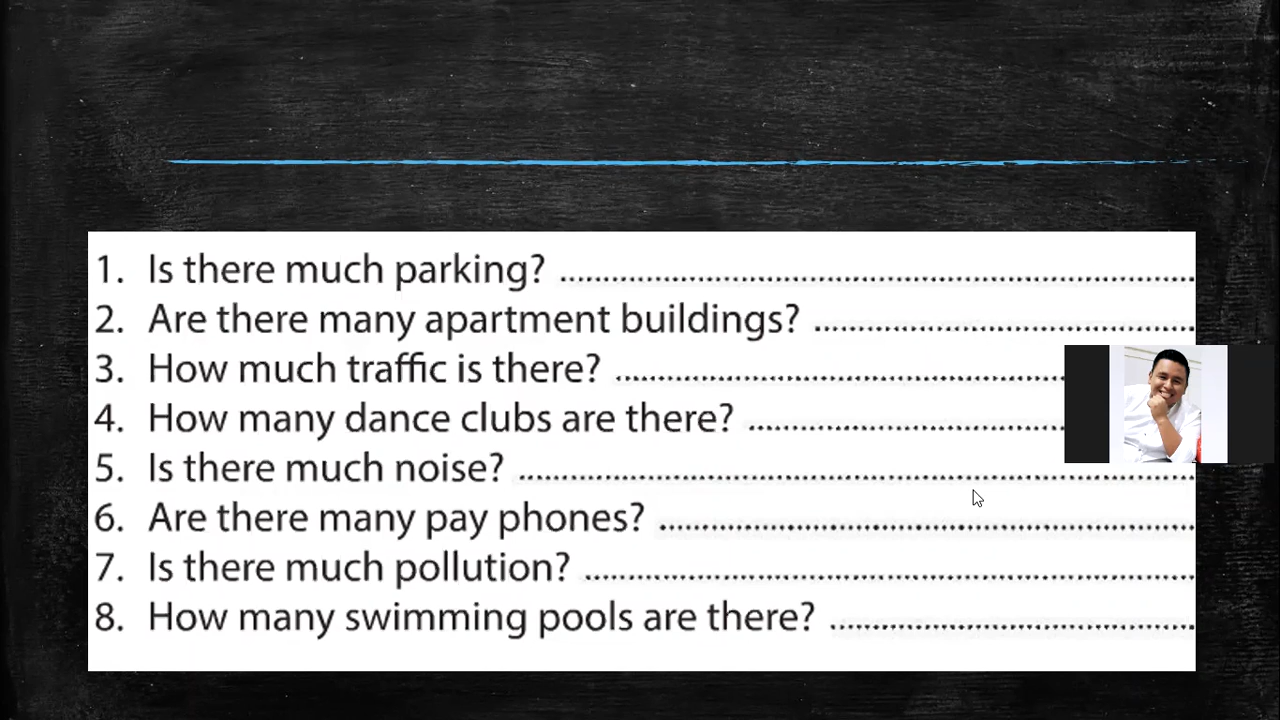 1. Is there much parking? ........................................
2. Are there many apartment buildings? ........................................
3. How much traffic is there? ........................................
4. How many dance clubs are there? ........................................
5. Is there much noise? ........................................
6. Are there many pay phones? ........................................
7. Is there much pollution? ........................................
8. How many swimming pools are there? ........................................